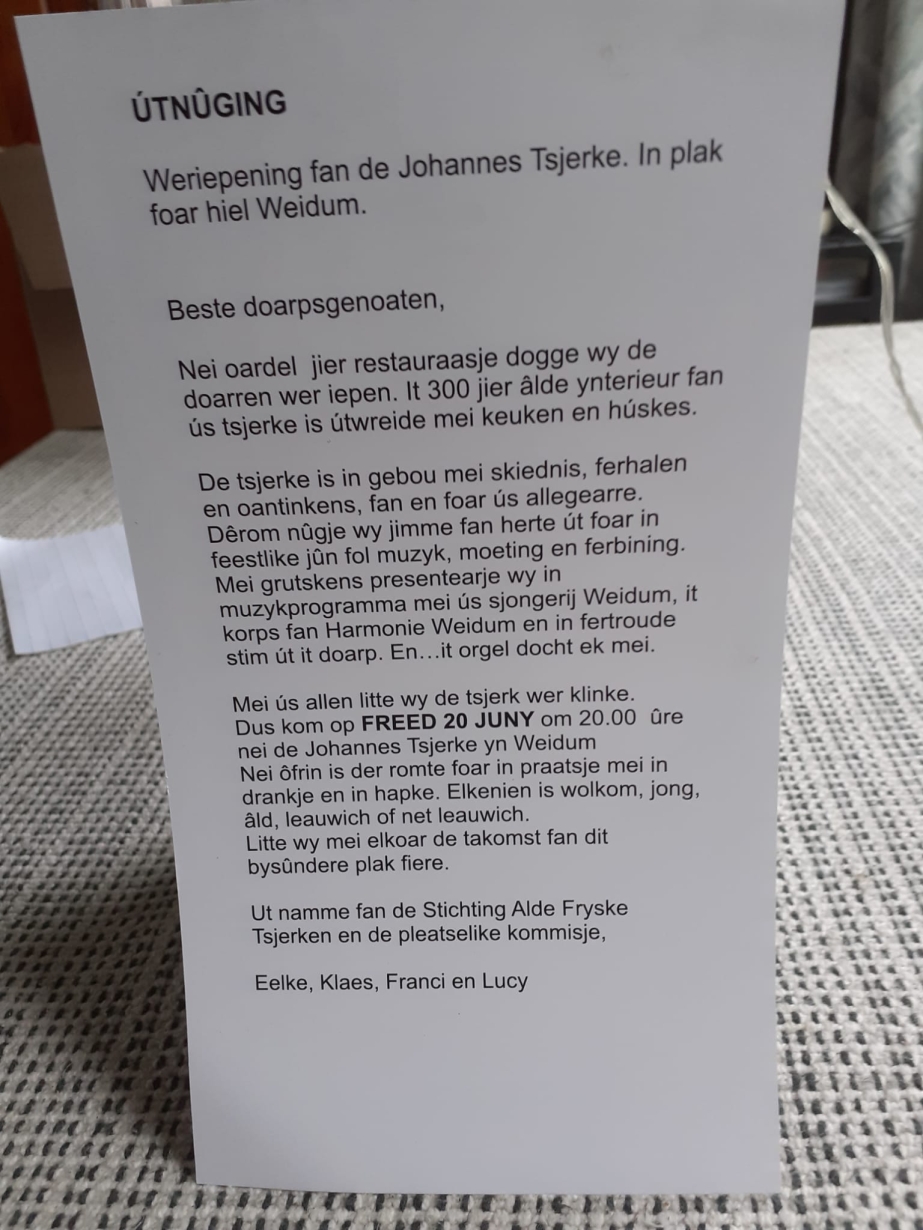 ÚTNÛGING
Weriepening fan de Johannes Tsjerke. In plak
foar hiel Weidum.
Beste doarpsgenoaten,
Nei oardel  jier restauraasje dogge wy de
doarren wer iepen. It 300 jier âlde ynterieur fan
ús tsjerke is útwreide mei keuken en húskes.
De tsjerke is in gebou mei skiednis, ferhalen
en oantinkens, fan en foar ús allegearre.
Dêrom nûgje wy jimme fan herte út foar in
feestlike jûn fol muzyk, moeting en ferbining.
Mei grutskens presentearje wy in
muzykprogramma mei ús sjongerij Weidum, it
korps fan Harmonie Weidum en in fertroude
stim út it doarp. En…it orgel docht ek mei.
Mei ús allen litte wy de tsjerk wer klinke.
Dus kom op FREED 20 JUNY om 20.00  ûre
nei de Johannes Tsjerke yn Weidum
Nei ôfrin is der romte foar in praatsje mei in
drankje en in hapke. Elkenien is wolkom, jong,
âld, leauwich of net leauwich.
Litte wy mei elkoar de takomst fan dit
bysûndere plak fiere.
Ut namme fan de Stichting Alde Fryske
Tsjerken en de pleatselike kommisje,
Eelke, Klaes, Franci en Lucy